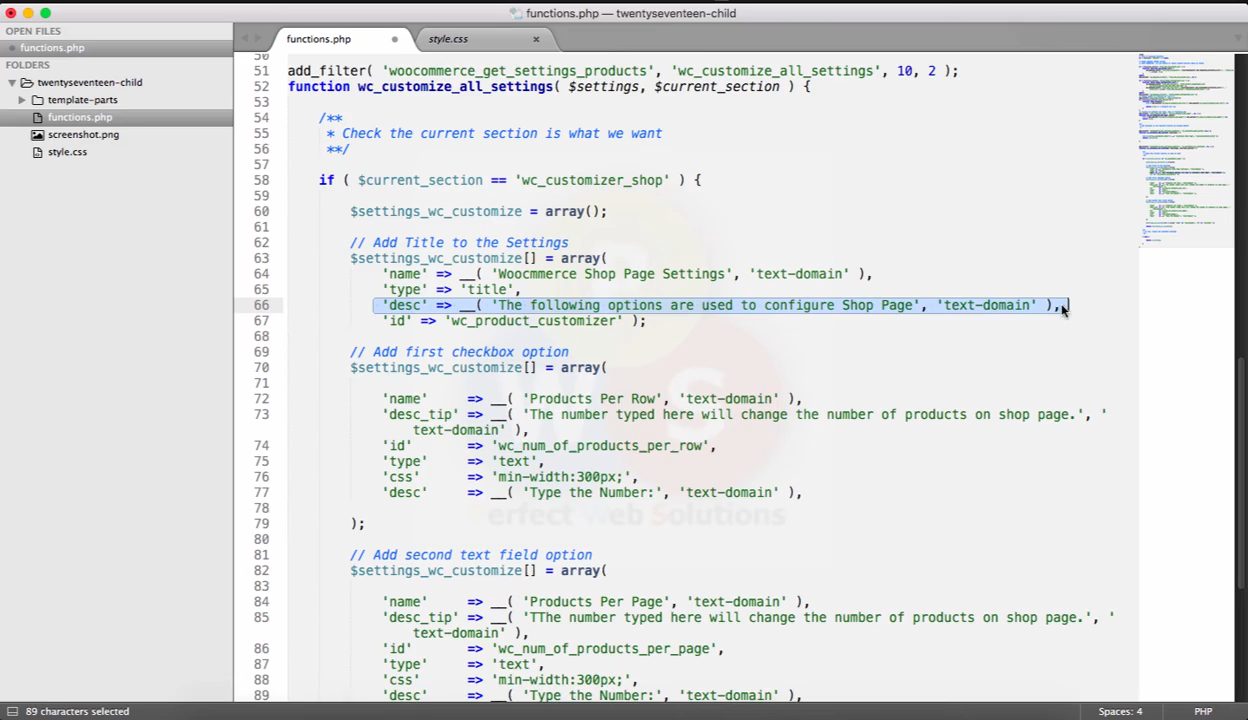 functions.php — twentyseventeen-child
OPEN FILES
functions.php
FOLDERS
twentyseventeen-child
template-parts
functions.php
screenshot.png
style.css
functions.php
style.css
50
51 add_filter( 'woocommerce_get_settings_products', 'wc_customize_all_settings', 10, 2 );
52 function wc_customize_all_settings( $settings, $current_section ) {
53
54 /**
55 * Check the current section is what we want
56 **/
57
58 if ( $current_section == 'wc_customizer_shop' ) {
59
60 $settings_wc_customize = array();
61
62 // Add Title to the Settings
63 $settings_wc_customize[] = array(
64 'name' => __( 'Woocmmerce Shop Page Settings', 'text-domain' ),
65 'type' => 'title',
66 'desc' => __( 'The following options are used to configure Shop Page', 'text-domain' ),
67 'id' => 'wc_product_customizer' );
68
69 // Add first checkbox option
70 $settings_wc_customize[] = array(
71
72 'name' => __( 'Products Per Row', 'text-domain' ),
73 'desc_tip' => __( 'The number typed here will change the number of products on shop page.', '
text-domain' ),
74 'id' => 'wc_num_of_products_per_row',
75 'type' => 'text',
76 'css' => 'min-width:300px;',
77 'desc' => __( 'Type the Number:', 'text-domain' ),
78
79 );
80
81 // Add second text field option
82 $settings_wc_customize[] = array(
83
84 'name' => __( 'Products Per Page', 'text-domain' ),
85 'desc_tip' => __( 'TThe number typed here will change the number of products on shop page.', '
text-domain' ),
86 'id' => 'wc_num_of_products_per_page',
87 'type' => 'text',
88 'css' => 'min-width:300px;',
89 'desc' => __( 'Type the Number:', 'text-domain' ),
Perfect Web Solutions
89 characters selected
Spaces: 4
PHP